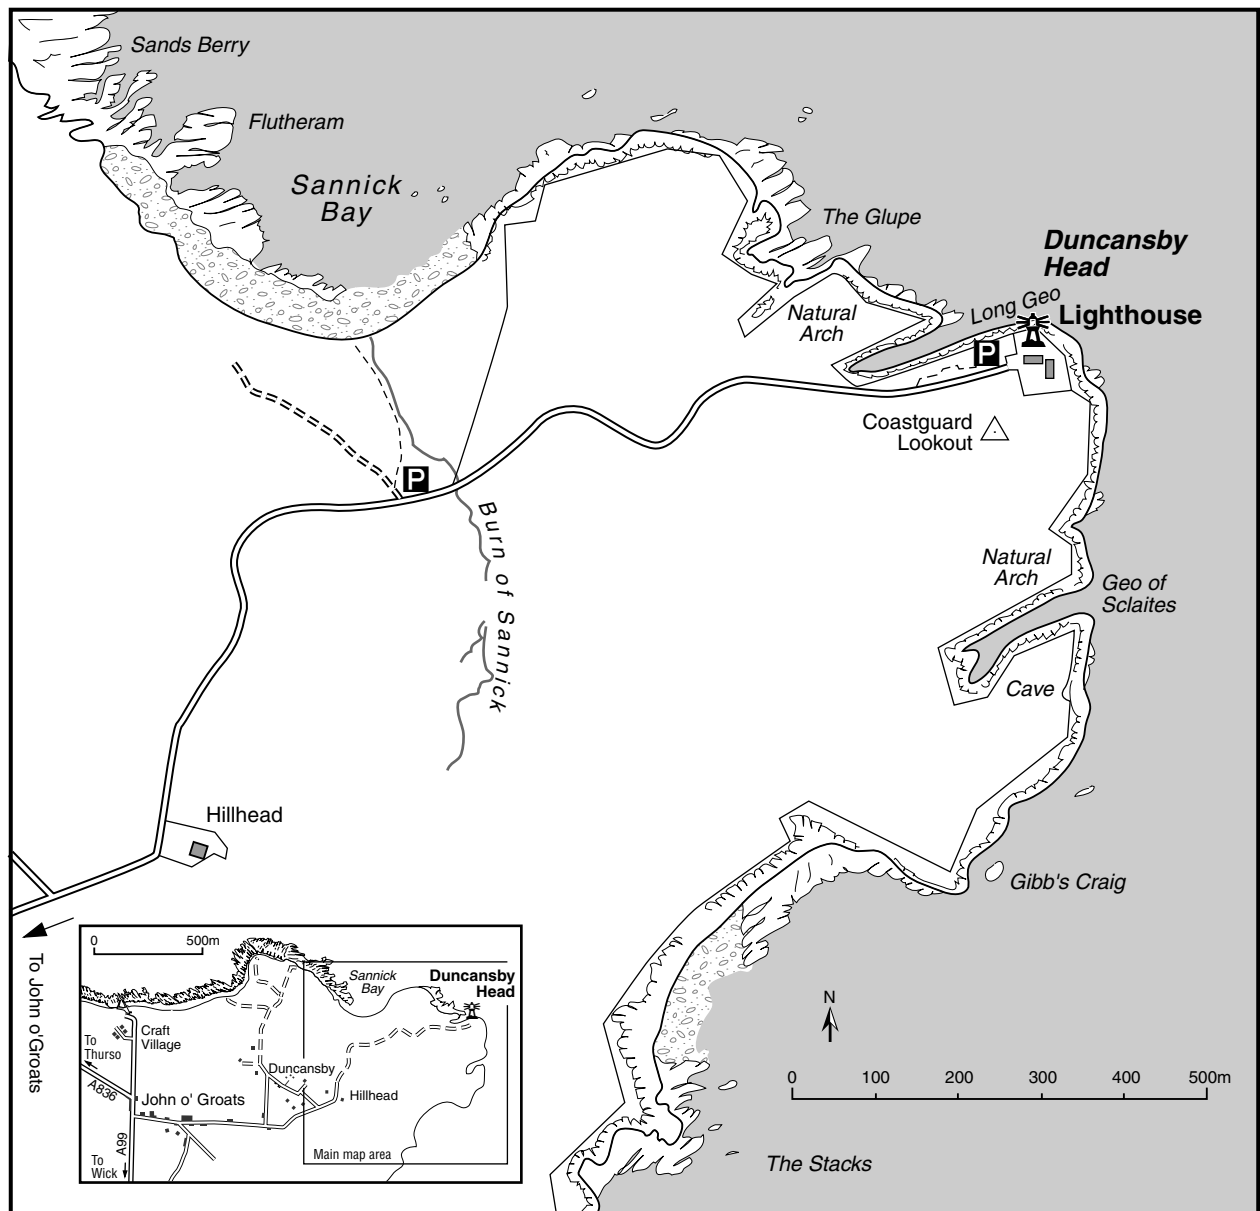 Sands Berry
Flutheram
Sannick
Bay
The Glupe
Duncansby
Head
Long Geo
Lighthouse
Natural
Arch
P
Coastguard
Lookout
P
Burn of Sannick
Natural
Arch
Geo of
Sclaites
Cave
Hillhead
Gibb's Craig
To John o'Groats
0 500m
Sannick
Bay
Duncansby
Head
Craft
Village
To
Thurso
A836
Duncansby
John o' Groats
Hillhead
A99
To
Wick
Main map area
N
0 100 200 300 400 500m
The Stacks